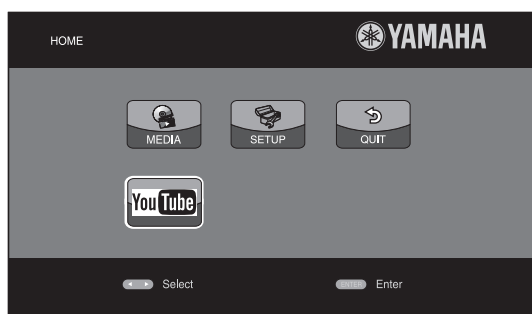 HOME
YAMAHA
MEDIA SETUP QUIT
YouTube
Select ENTER Enter